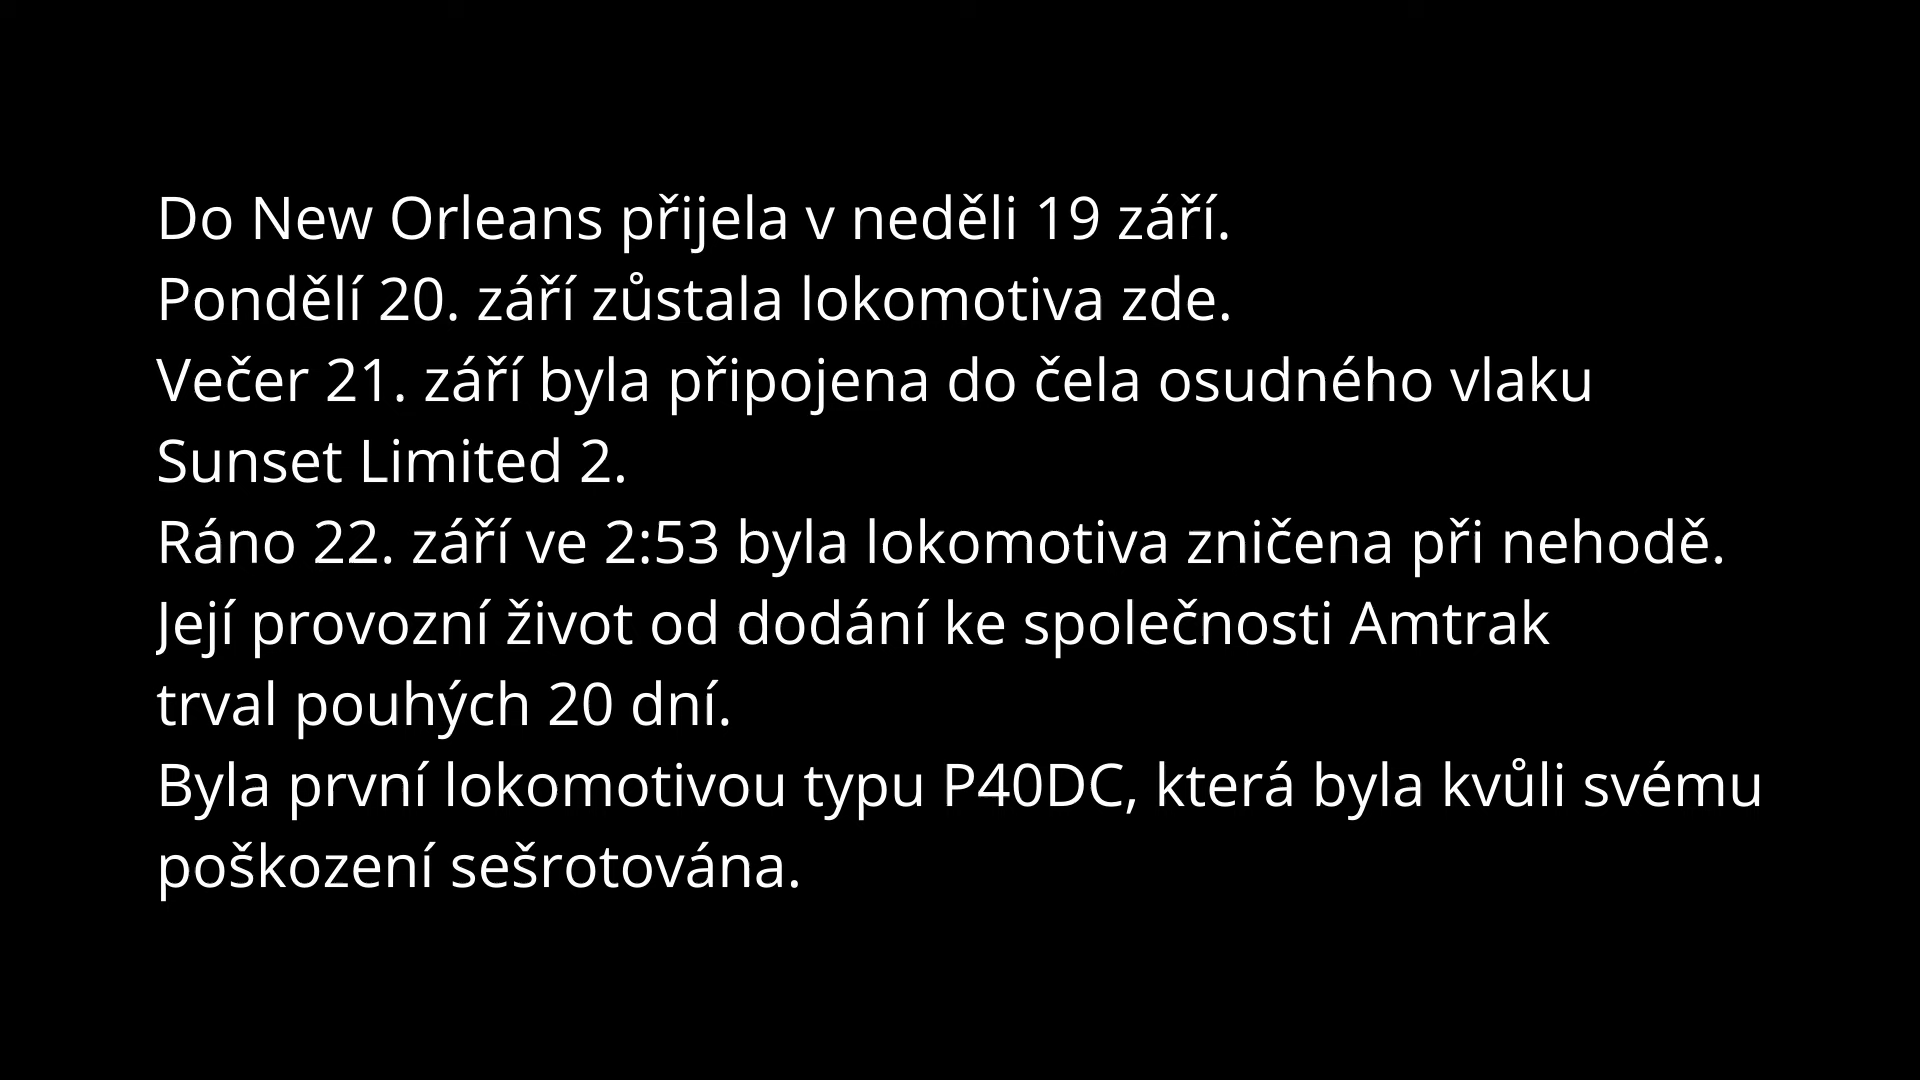 Do New Orleans přijela v neděli 19 září.
Pondělí 20. září zůstala lokomotiva zde.
Večer 21. září byla připojena do čela osudného vlaku
Sunset Limited 2.
Ráno 22. září ve 2:53 byla lokomotiva zničena při nehodě.
Její provozní život od dodání ke společnosti Amtrak
trval pouhých 20 dní.
Byla první lokomotivou typu P40DC, která byla kvůli svému
poškození sešrotována.